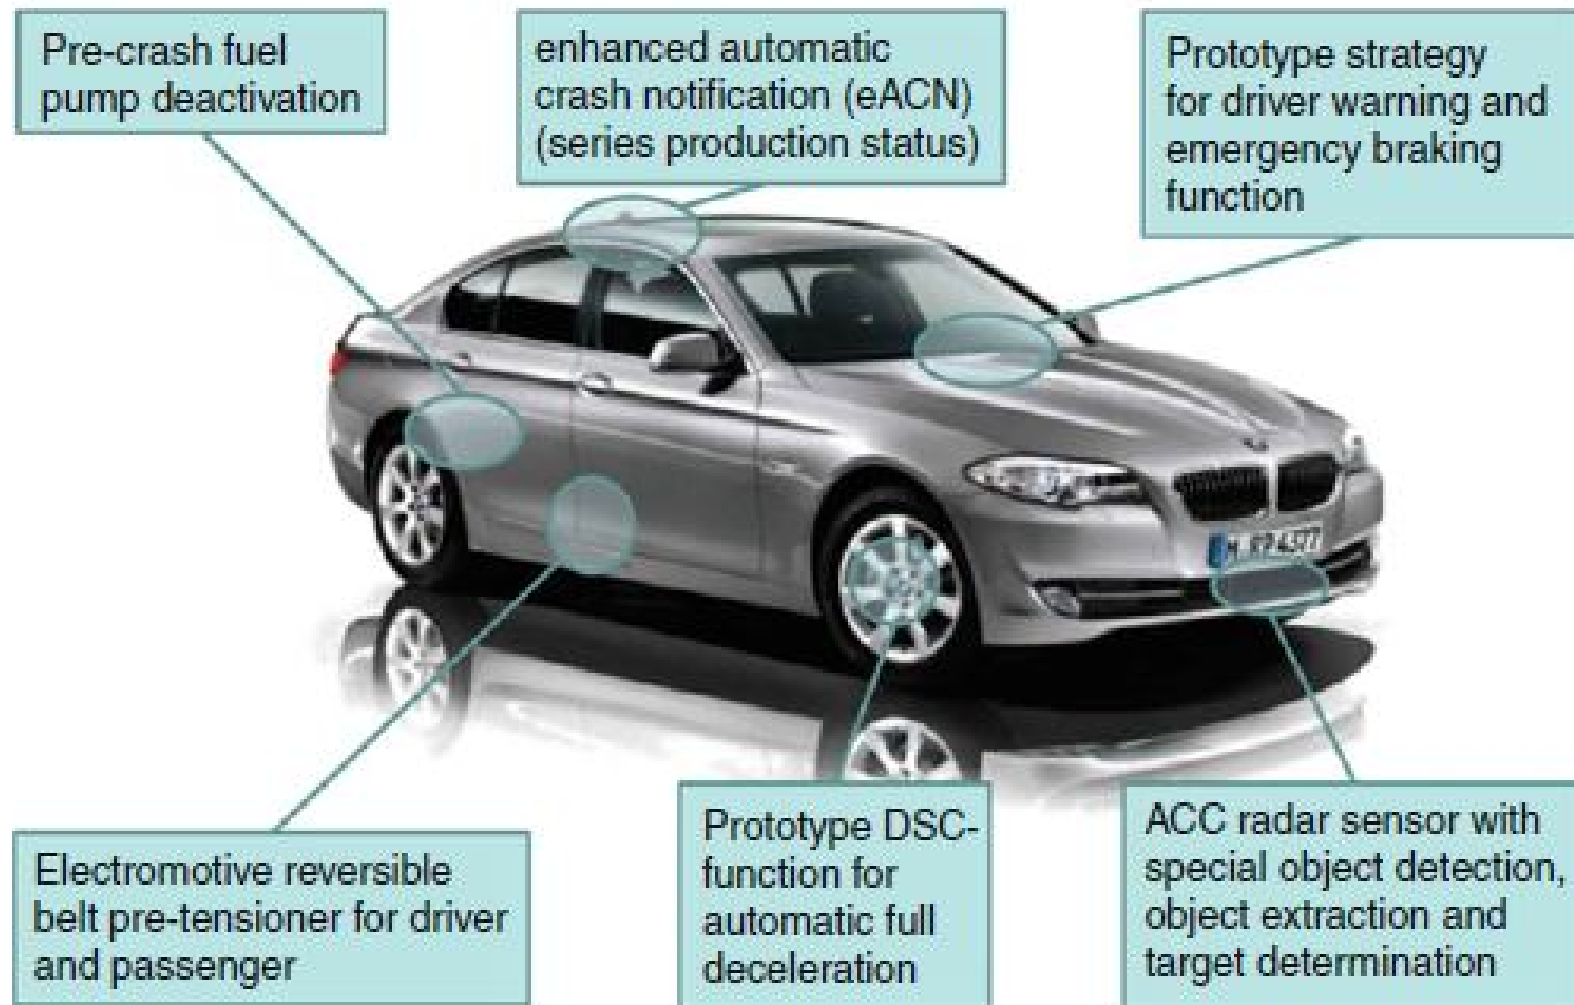 Pre-crash fuel
pump deactivation
enhanced automatic
crash notification (eACN)
(series production status)
Prototype strategy
for driver warning and
emergency braking
function
Electromotive reversible
belt pre-tensioner for driver
and passenger
Prototype DSC-
function for
automatic full
deceleration
ACC radar sensor with
special object detection,
object extraction and
target determination